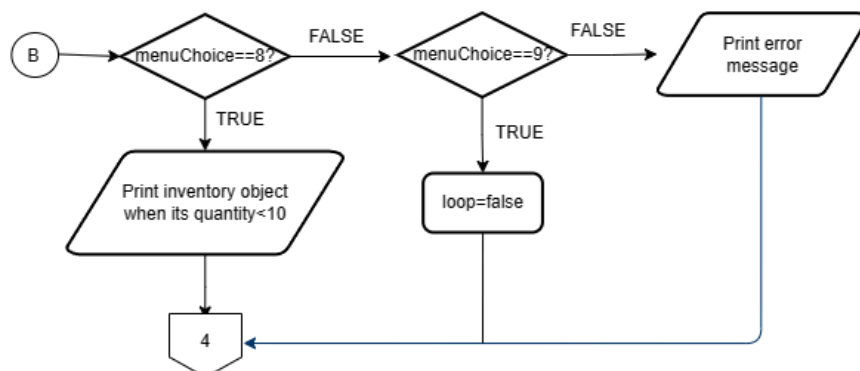 B
menuChoice==8?
FALSE
menuChoice==9?
FALSE
Print error
message
TRUE
TRUE
Print inventory object
when its quantity<10
loop=false
4